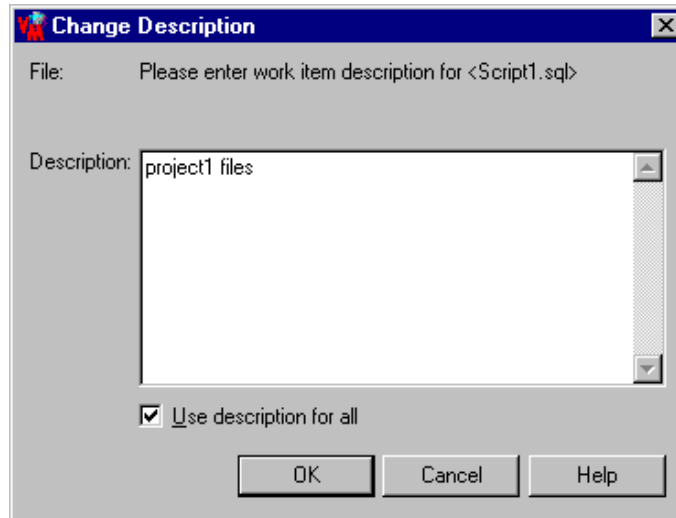 Change Description
File: Please enter work item description for <Script1.sql>
Description: project1 files
Use description for all
OK Cancel Help